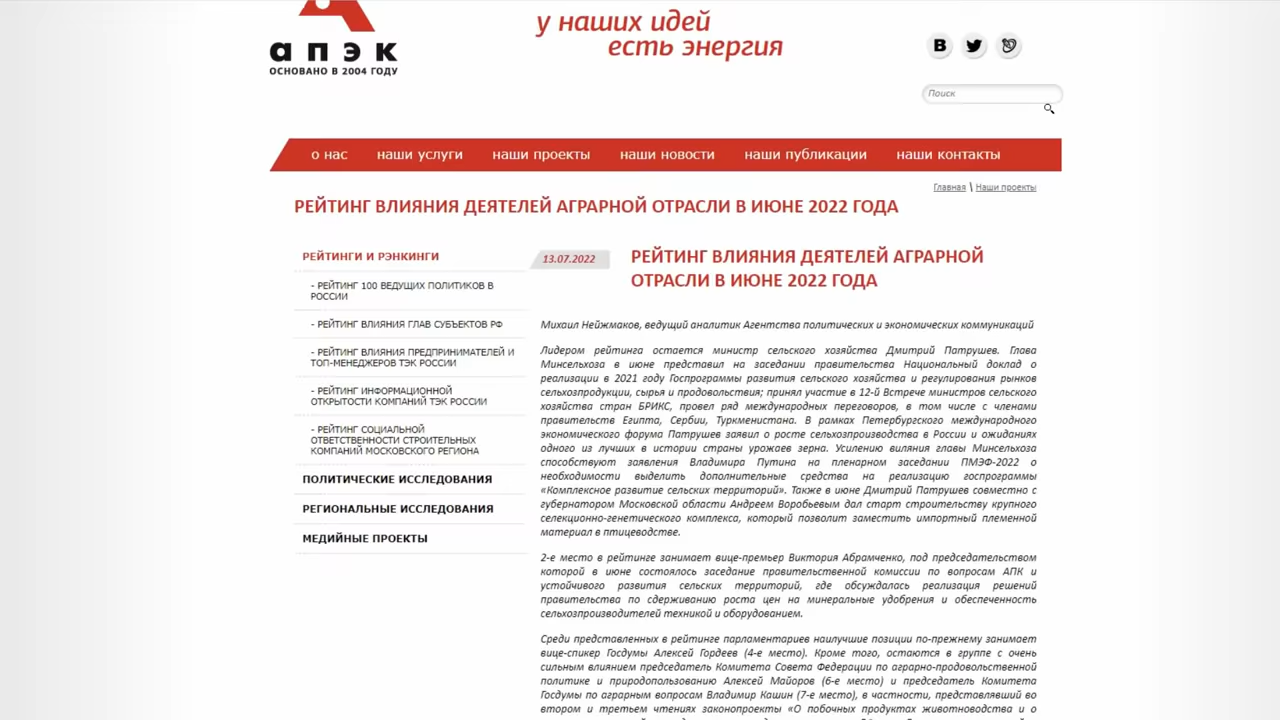 апэк
ОСНОВАНО В 2004 ГОДУ
у наших идей
есть энергия
В
Поиск
о нас наши услуги наши проекты наши новости наши публикации наши контакты
Главная \ Наши проекты
РЕЙТИНГ ВЛИЯНИЯ ДЕЯТЕЛЕЙ АГРАРНОЙ ОТРАСЛИ В ИЮНЕ 2022 ГОДА
РЕЙТИНГИ И РЭНКИНГИ
- РЕЙТИНГ 100 ВЕДУЩИХ ПОЛИТИКОВ В
РОССИИ
- РЕЙТИНГ ВЛИЯНИЯ ГЛАВ СУБЪЕКТОВ РФ
- РЕЙТИНГ ВЛИЯНИЯ ПРЕДПРИНИМАТЕЛЕЙ И
ТОП-МЕНЕДЖЕРОВ ТЭК РОССИИ
- РЕЙТИНГ ИНФОРМАЦИОННОЙ
ОТКРЫТОСТИ КОМПАНИЙ ТЭК РОССИИ
- РЕЙТИНГ СОЦИАЛЬНОЙ
ОТВЕТСТВЕННОСТИ СТРОИТЕЛЬНЫХ
КОМПАНИЙ МОСКОВСКОГО РЕГИОНА
ПОЛИТИЧЕСКИЕ ИССЛЕДОВАНИЯ
РЕГИОНАЛЬНЫЕ ИССЛЕДОВАНИЯ
МЕДИЙНЫЕ ПРОЕКТЫ
13.07.2022
РЕЙТИНГ ВЛИЯНИЯ ДЕЯТЕЛЕЙ АГРАРНОЙ
ОТРАСЛИ В ИЮНЕ 2022 ГОДА
Михаил Нейжмаков, ведущий аналитик Агентства политических и экономических коммуникаций
Лидером рейтинга остается министр сельского хозяйства Дмитрий Патрушев. Глава
Минсельхоза в июне представил на заседании правительства Национальный доклад о
реализации в 2021 году Госпрограммы развития сельского хозяйства и регулирования рынков
сельхозпродукции, сырья и продовольствия; принял участие в 12-й Встрече министров сельского
хозяйства стран БРИКС, провел ряд международных переговоров, в том числе с членами
правительств Египта, Сербии, Туркменистана. В рамках Петербургского международного
экономического форума Патрушев заявил о росте сельхозпроизводства в России и ожиданиях
одного из лучших в истории страны урожаев зерна. Усилению виляния главы Минсельхоза
способствуют заявления Владимира Путина на пленарном заседании ПМЭФ-2022 о
необходимости выделить дополнительные средства на реализацию госпрограммы
«Комплексное развитие сельских территорий». Также в июне Дмитрий Патрушев совместно с
губернатором Московской области Андреем Воробьевым дал старт строительству крупного
селекционно-генетического комплекса, который позволит заместить импортный племенной
материал в птицеводстве.
2-е место в рейтинге занимает вице-премьер Виктория Абрамченко, под председательством
которой в июне состоялось заседание правительственной комиссии по вопросам АПК и
устойчивого развития сельских территорий, где обсуждалась реализация решений
правительства по сдерживанию роста цен на минеральные удобрения и обеспеченность
сельхозпроизводителей техникой и оборудованием.
Среди представленных в рейтинге парламентариев наилучшие позиции по-прежнему занимает
вице-спикер Госдумы Алексей Гордеев (4-е место). Кроме того, остаются в группе с очень
сильным влиянием председатель Комитета Совета Федерации по аграрно-продовольственной
политике и природопользованию Алексей Майоров (6-е место) и председатель Комитета
Госдумы по аграрным вопросам Владимир Кашин (7-е место), в частности, представлявший во
втором и третьем чтениях законопроекты «О побочных продуктах животноводства и о